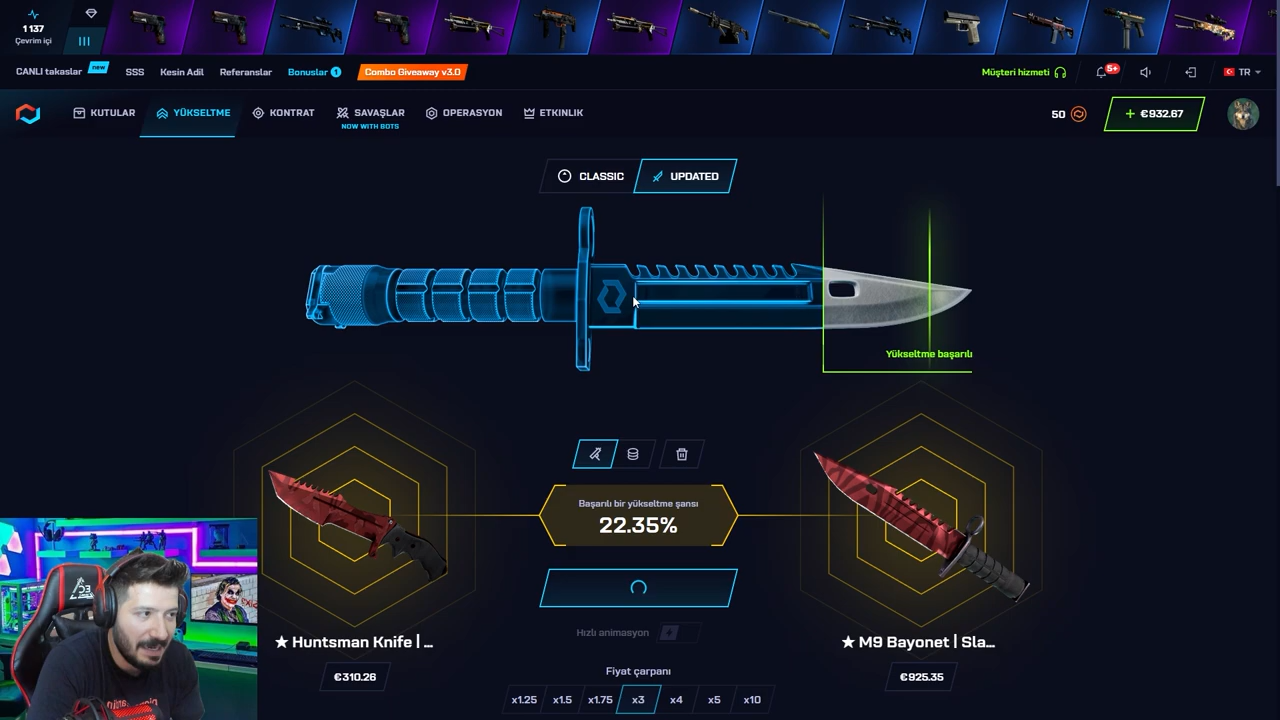 1 137
Çevrim içi
CANLI takaslar
new
SSS
Kesin Adil
Referanslar
Bonuslar 1
Combo Giveaway v3.0
Müşteri hizmeti
5+
TR
KUTULAR
YÜKSELTME
KONTRAT
SAVAŞLAR
NOW WITH BOTS
OPERASYON
ETKINLIK
50
+ €932.67
CLASSIC
UPDATED
Yükseltme başarılı
Başarılı bir yükseltme şansı
22.35%
Hızlı animasyon
★ Huntsman Knife | ...
€310.26
★ M9 Bayonet | Sla...
€925.35
Fiyat çarpanı
x1.25 x1.5 x1.75 x3 x4 x5 x10